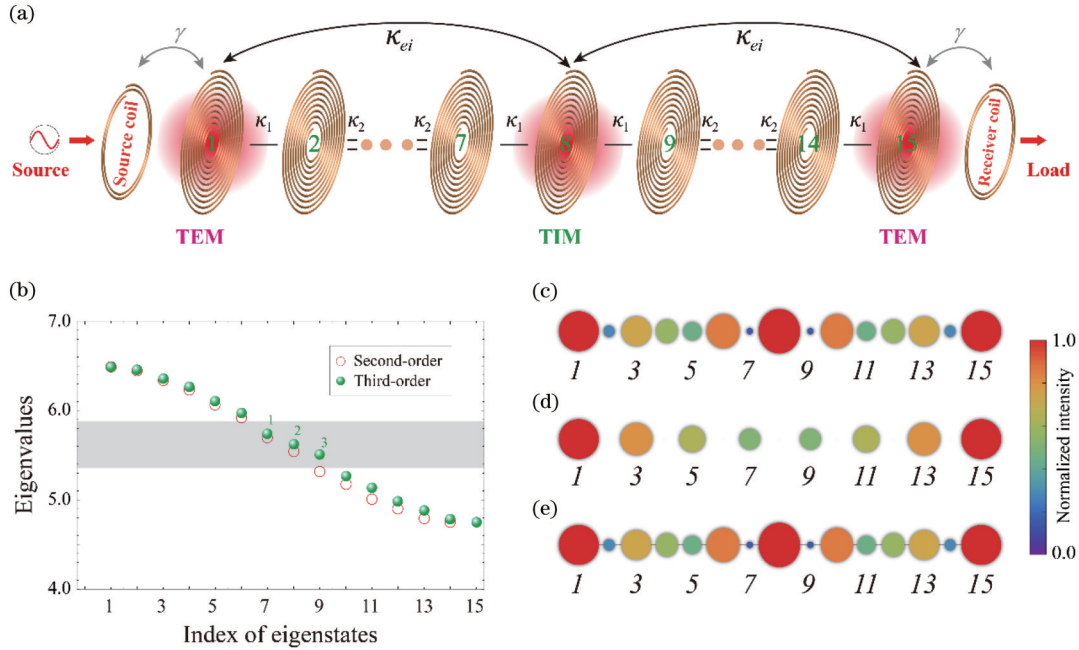 (a)
γ
κei
κei
γ
Source
Source coil
1
κ1
2
κ2
κ2
7
κ1
8
κ1
9
κ2
κ2
14
κ1
15
Receiver coil
Load
TEM
TIM
TEM
(b)
7.0
6.0
5.0
4.0
Eigenvalues
Second-order
Third-order
1
2
3
1 3 5 7 9 11 13 15
Index of eigenstates
(c)
1 3 5 7 9 11 13 15
(d)
1 3 5 7 9 11 13 15
(e)
1 3 5 7 9 11 13 15
1.0
Normalized intensity
0.0